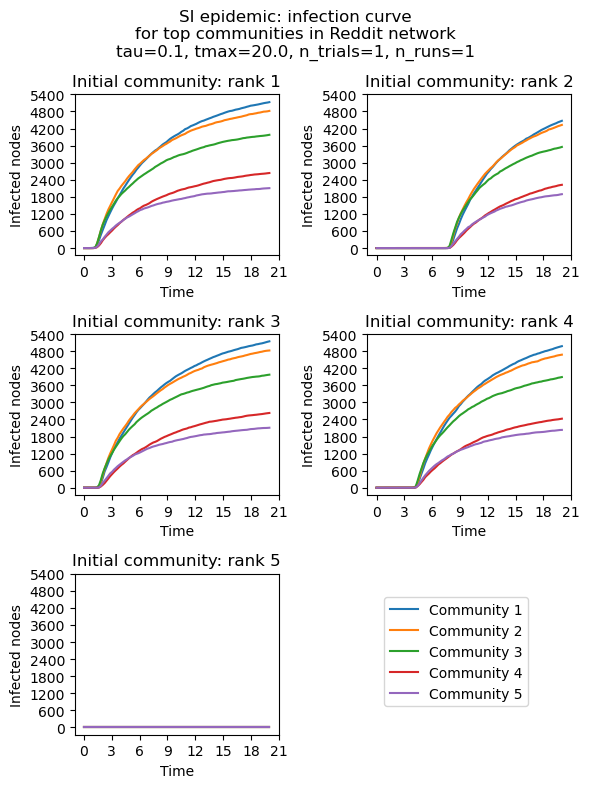 SI epidemic: infection curve
for top communities in Reddit network
tau=0.1, tmax=20.0, n_trials=1, n_runs=1
Initial community: rank 1
5400
4800
4200
3600
3000
2400
1800
1200
600
0
Infected nodes
0 3 6 9 12 15 18 21
Time
Initial community: rank 2
5400
4800
4200
3600
3000
2400
1800
1200
600
0
Infected nodes
0 3 6 9 12 15 18 21
Time
Initial community: rank 3
5400
4800
4200
3600
3000
2400
1800
1200
600
0
Infected nodes
0 3 6 9 12 15 18 21
Time
Initial community: rank 4
5400
4800
4200
3600
3000
2400
1800
1200
600
0
Infected nodes
0 3 6 9 12 15 18 21
Time
Initial community: rank 5
5400
4800
4200
3600
3000
2400
1800
1200
600
0
Infected nodes
0 3 6 9 12 15 18 21
Time
Community 1
Community 2
Community 3
Community 4
Community 5